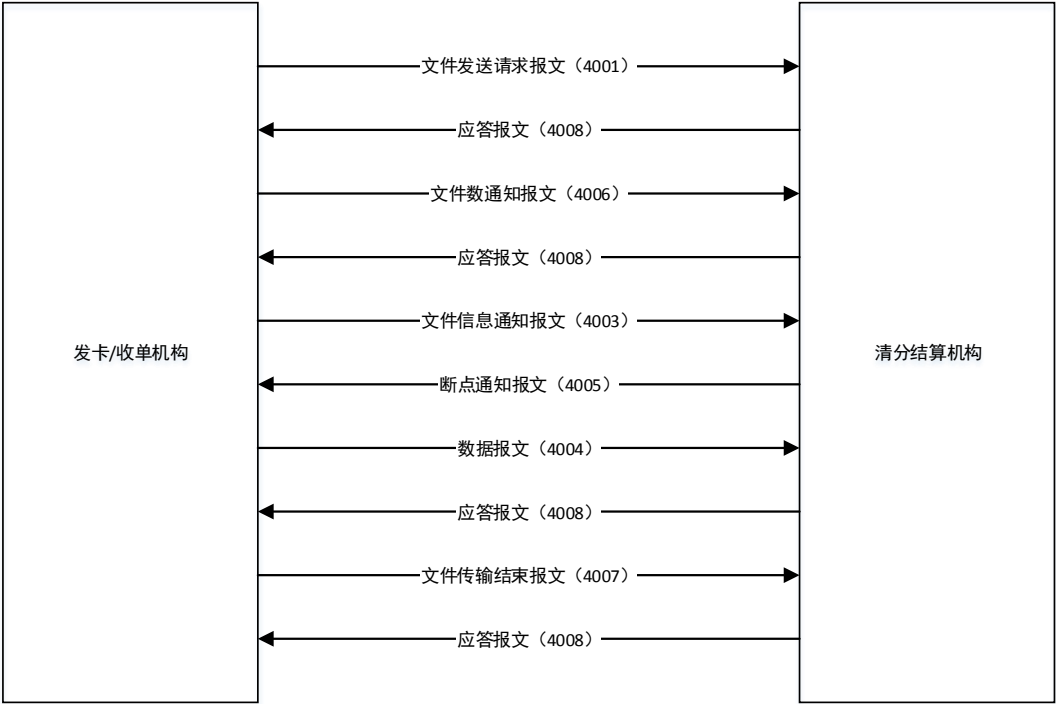 文件发送请求报文（4001）
应答报文（4008）
文件数通知报文（4006）
应答报文（4008）
文件信息通知报文（4003）
发卡/收单机构
清分结算机构
断点通知报文（4005）
数据报文（4004）
应答报文（4008）
文件传输结束报文（4007）
应答报文（4008）